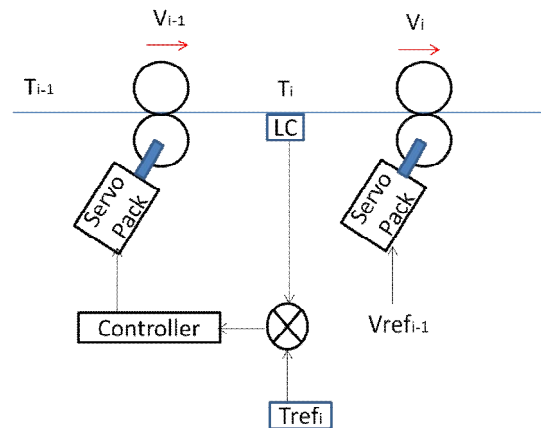 Vi-1
Vi
Ti-1
Ti
LC
Servo
Pack
Servo
Pack
Controller
Vrefi-1
Trefi